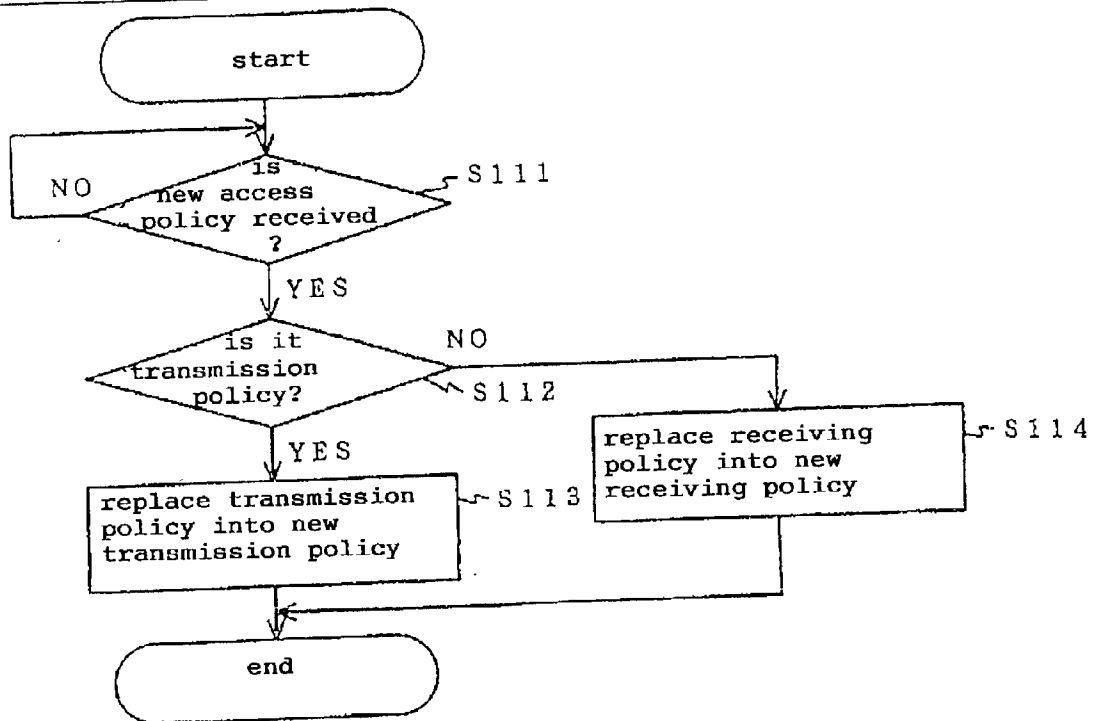 start
is
new access
policy received
?
S111
NO
YES
is it
transmission
policy?
NO
S112
YES
replace transmission
policy into new
transmission policy
S113
replace receiving
policy into new
receiving policy
S114
end